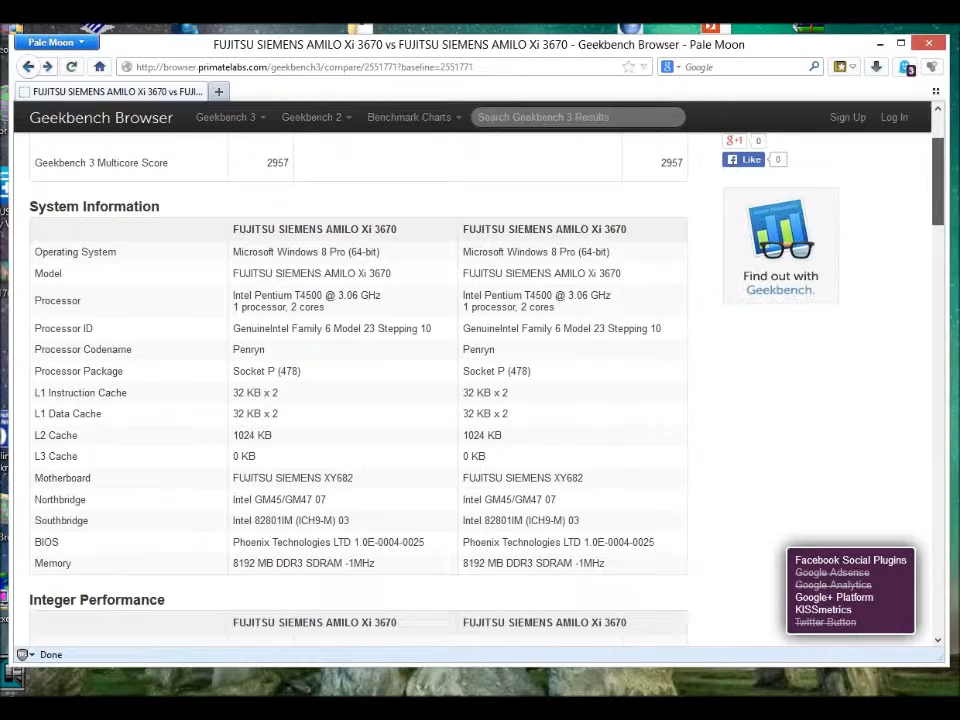 Pale Moon
FUJITSU SIEMENS AMILO Xi 3670 vs FUJITSU SIEMENS AMILO Xi 3670 - Geekbench Browser - Pale Moon
http://browser.primatelabs.com/geekbench3/compare/2551771?baseline=2551771
Google
3
FUJITSU SIEMENS AMILO Xi 3670 vs FUJI...
Geekbench Browser Geekbench 3 Geekbench 2 Benchmark Charts Search Geekbench 3 Results Sign Up Log In
+1 0
Geekbench 3 Multicore Score 2957 2957
Like 0
System Information
FUJITSU SIEMENS AMILO Xi 3670 FUJITSU SIEMENS AMILO Xi 3670
Operating System Microsoft Windows 8 Pro (64-bit) Microsoft Windows 8 Pro (64-bit)
Model FUJITSU SIEMENS AMILO Xi 3670 FUJITSU SIEMENS AMILO Xi 3670
Processor Intel Pentium T4500 @ 3.06 GHz Intel Pentium T4500 @ 3.06 GHz
1 processor, 2 cores 1 processor, 2 cores
Processor ID GenuineIntel Family 6 Model 23 Stepping 10 GenuineIntel Family 6 Model 23 Stepping 10
Processor Codename Penryn Penryn
Processor Package Socket P (478) Socket P (478)
L1 Instruction Cache 32 KB x 2 32 KB x 2
L1 Data Cache 32 KB x 2 32 KB x 2
L2 Cache 1024 KB 1024 KB
L3 Cache 0 KB 0 KB
Motherboard FUJITSU SIEMENS XY682 FUJITSU SIEMENS XY682
Northbridge Intel GM45/GM47 07 Intel GM45/GM47 07
Southbridge Intel 82801IM (ICH9-M) 03 Intel 82801IM (ICH9-M) 03
BIOS Phoenix Technologies LTD 1.0E-0004-0025 Phoenix Technologies LTD 1.0E-0004-0025
Memory 8192 MB DDR3 SDRAM -1MHz 8192 MB DDR3 SDRAM -1MHz
Find out with
Geekbench.
Integer Performance
FUJITSU SIEMENS AMILO Xi 3670 FUJITSU SIEMENS AMILO Xi 3670
Facebook Social Plugins
Google Adsense
Google Analytics
Google+ Platform
KISSmetrics
Twitter Button
Done